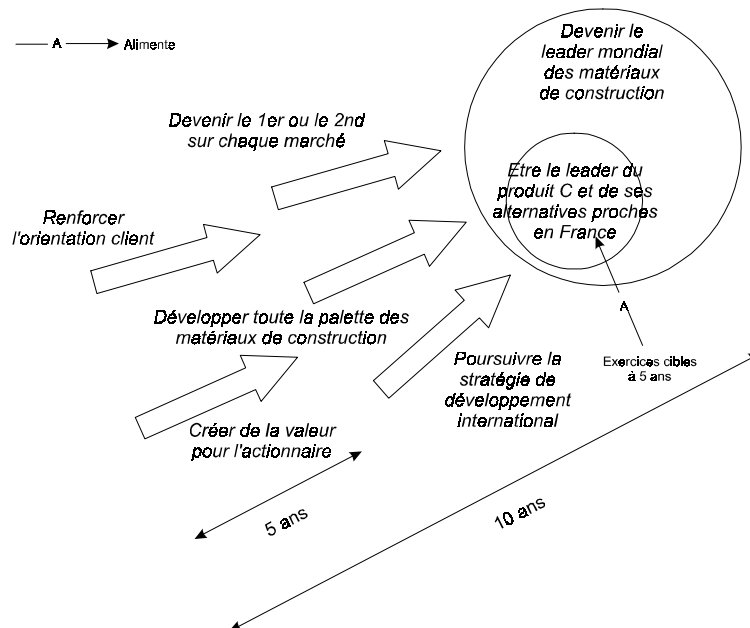 A Alimente
Devenir le
leader mondial
des matériaux
de construction
Devenir le 1er ou le 2nd
sur chaque marché
Etre le leader du
produit C et de ses
alternatives proches
en France
Renforcer
l'orientation client
A
Développer toute la palette des
matériaux de construction
Exercices cibles
à 5 ans
Poursuivre la
stratégie de
développement
international
Créer de la valeur
pour l'actionnaire
5 ans
10 ans